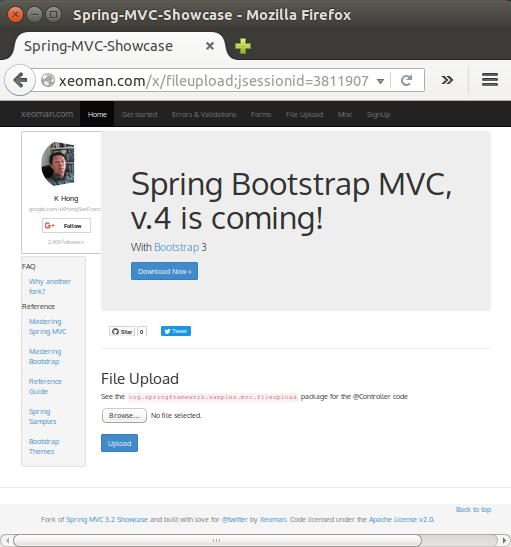 Spring-MVC-Showcase - Mozilla Firefox
Spring-MVC-Showcase
xeoman.com/x/fileupload;jsessionid=3811907
xeoman.com Home Get started Errors & Validations Forms File Upload Misc SignUp
K Hong
google.com/+KHongSanFranc
Follow
2,409 followers
FAQ
Why another
fork?
Reference
Mastering
Spring MVC
Mastering
Bootstrap
Reference
Guide
Spring
Samples
Bootstrap
Themes
Spring Bootstrap MVC,
v.4 is coming!
With Bootstrap 3
Download Now »
Star 0 Tweet
File Upload
See the org.springframework.samples.mvc.fileupload package for the @Controller code
Browse... No file selected.
Upload
Back to top
Fork of Spring MVC 3.2 Showcase and built with love for @twitter by Xeoman. Code licensed under the Apache License v2.0.